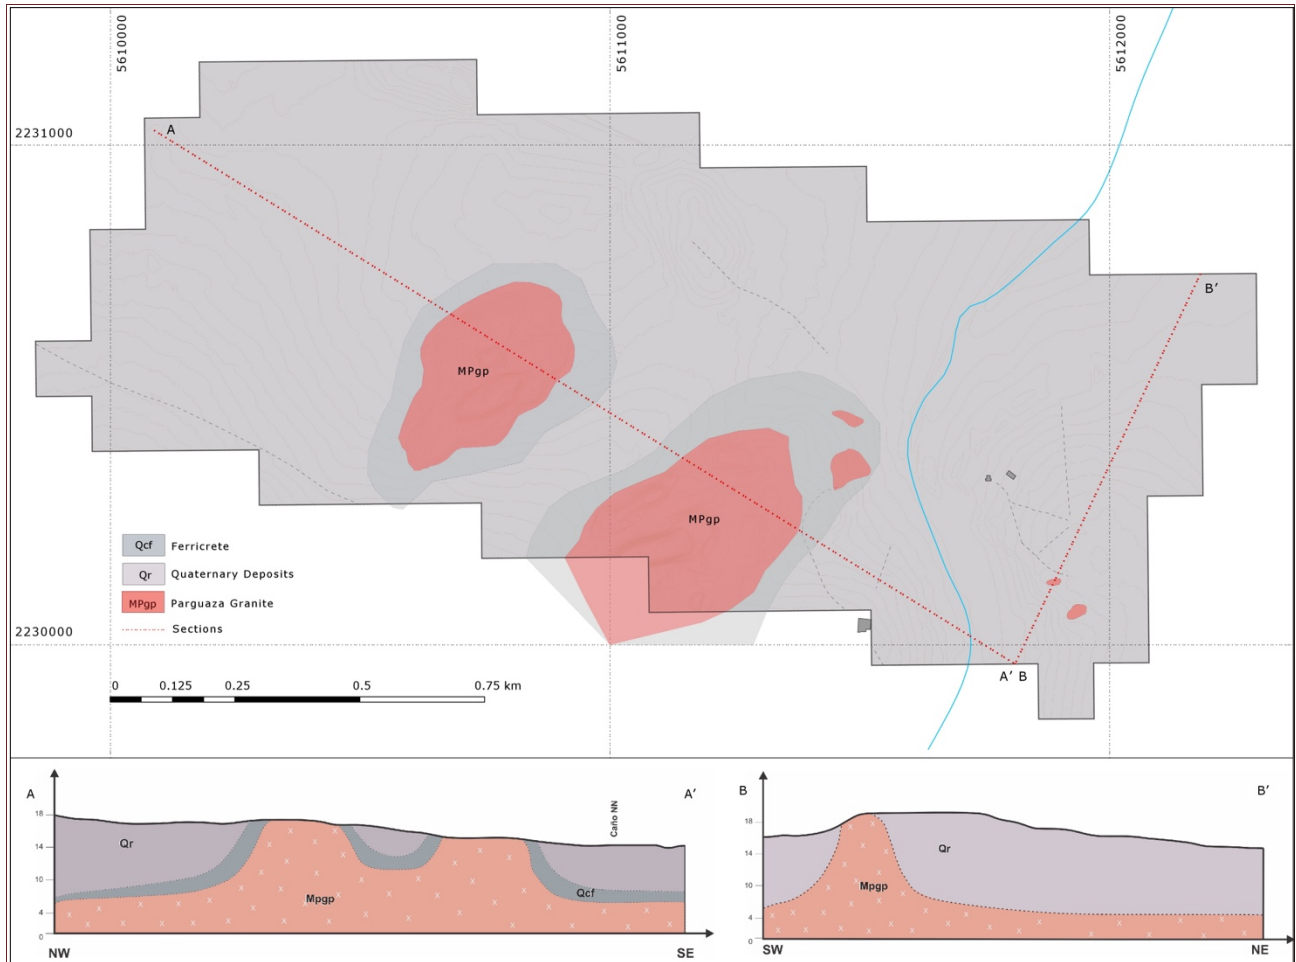 5610000
5611000
5612000
2231000
A
B'
MPgp
MPgp
Qcf Ferricrete
Qr Quaternary Deposits
MPgp Parguaza Granite
Sections
2230000
A' B
0 0.125 0.25 0.5 0.75 km
A
A'
Caño NN
18
14
10
4
0
Qr
Qcf
Mpgp
NW
SE
B
B'
18
14
10
4
0
Qr
Mpgp
SW
NE